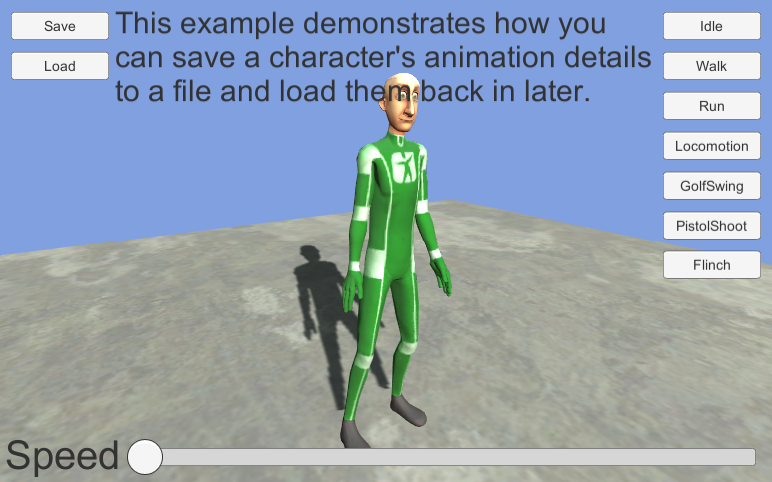 Save
Load
This example demonstrates how you
can save a character's animation details
to a file and load them back in later.
Idle
Walk
Run
Locomotion
GolfSwing
PistolShoot
Flinch
Speed